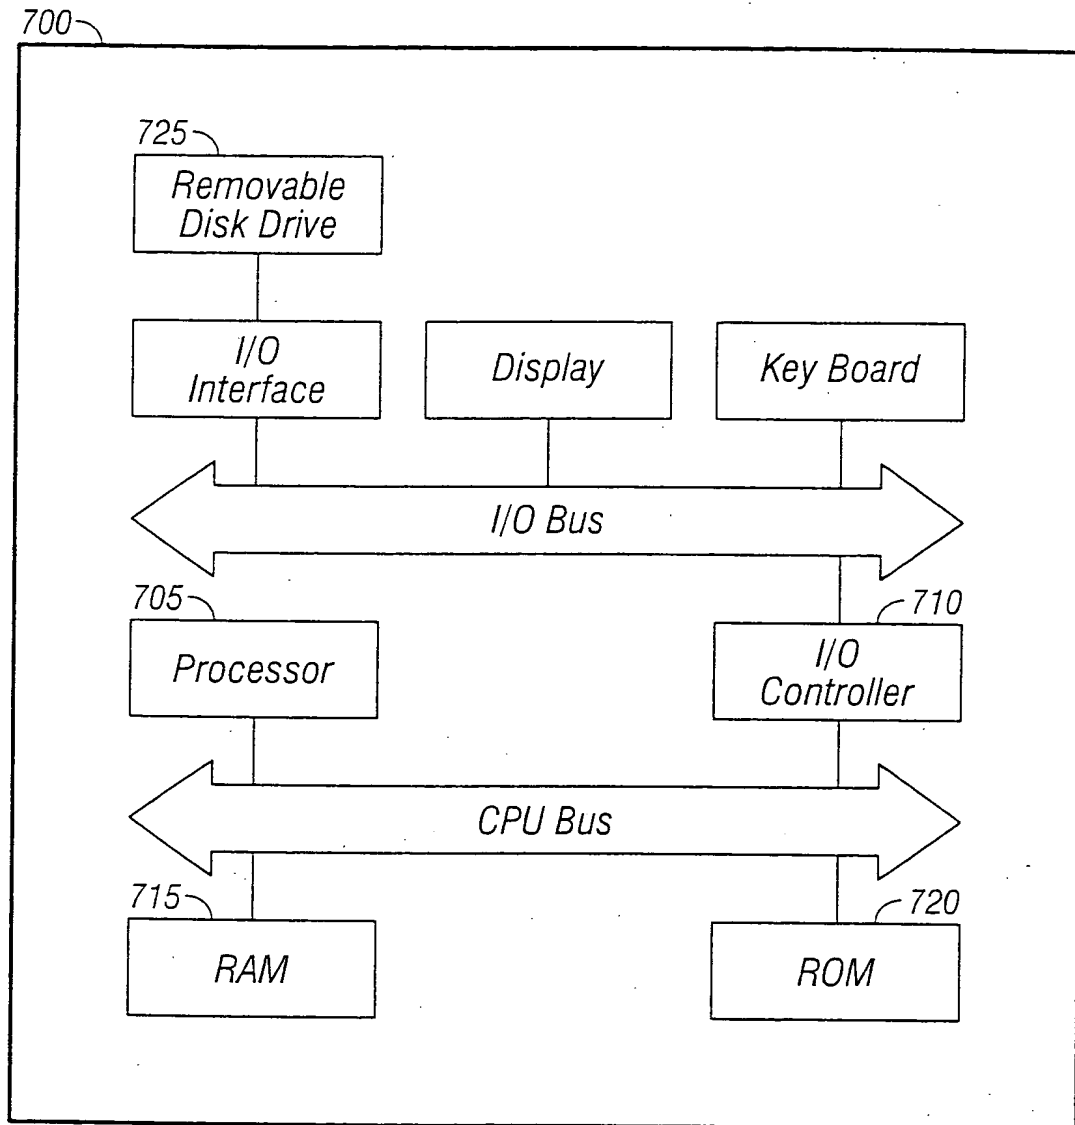 700
725
Removable
Disk Drive
I/O
Interface
Display
Key Board
I/O Bus
705
Processor
710
I/O
Controller
CPU Bus
715
RAM
720
ROM